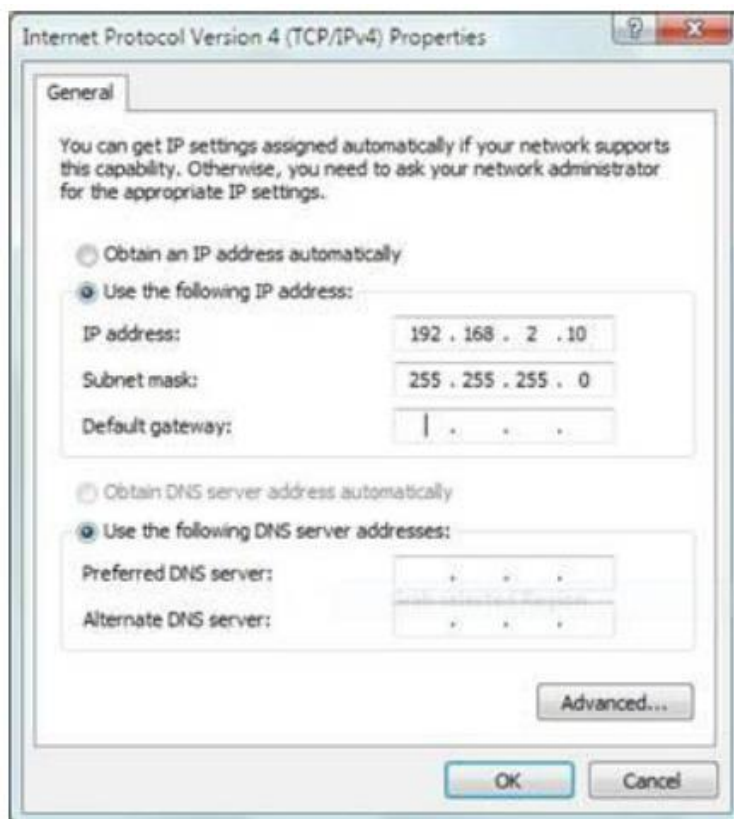 Internet Protocol Version 4 (TCP/IPv4) Properties
General
You can get IP settings assigned automatically if your network supports
this capability. Otherwise, you need to ask your network administrator
for the appropriate IP settings.
Obtain an IP address automatically
Use the following IP address:
IP address: 192 . 168 . 2 . 10
Subnet mask: 255 . 255 . 255 . 0
Default gateway: . . .
Obtain DNS server address automatically
Use the following DNS server addresses:
Preferred DNS server: . . .
Alternate DNS server: . . .
Advanced...
OK Cancel